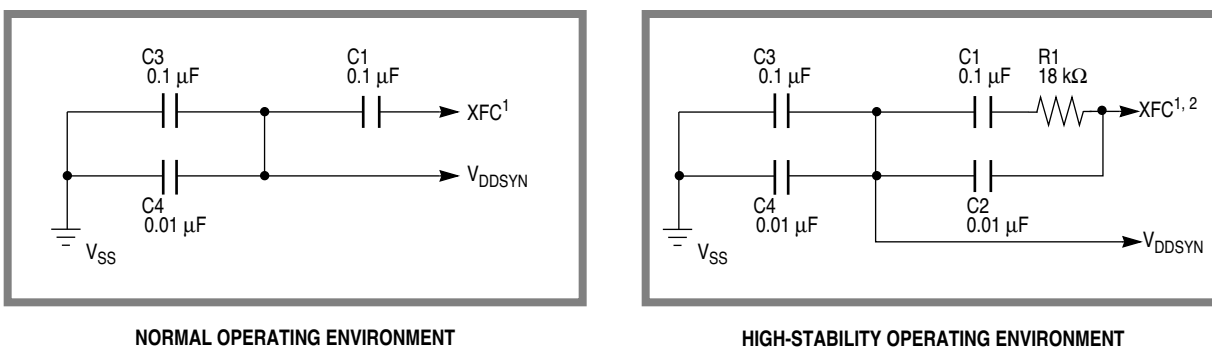 C3
0.1 µF
C1
0.1 µF
XFC1
VDDSYN
C4
0.01 µF
VSS
NORMAL OPERATING ENVIRONMENT
C3
0.1 µF
C1
0.1 µF
R1
18 kΩ
XFC1, 2
C4
0.01 µF
C2
0.01 µF
VDDSYN
VSS
HIGH-STABILITY OPERATING ENVIRONMENT